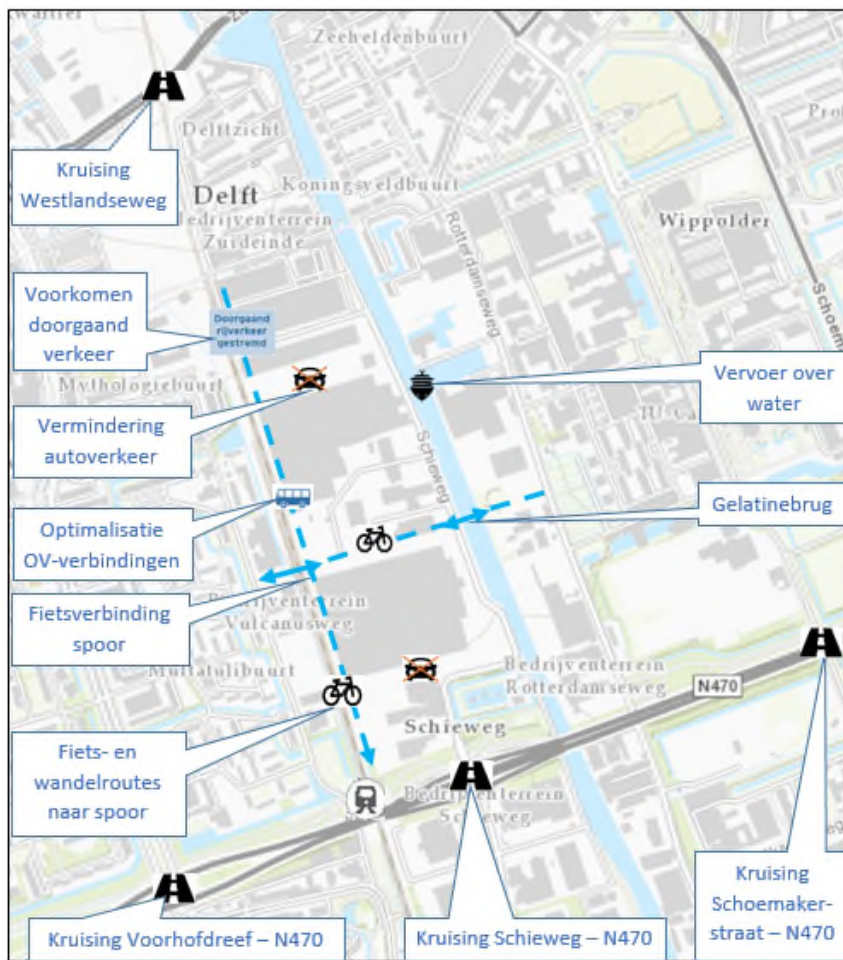 Zeeheldenbuurt
Kruising
Westlandseweg
Delftzicht
Koningsveldbuurt
Delft
Bedrijventerrein
Zuideinde
Rotterdamseweg
Wippolder
Voorkomen
doorgaand
verkeer
Doorgaand
rijverkeer
gestremd
Mythologiebuurt
Vermindering
autoverkeer
Vervoer over
water
Schieweg
Optimalisatie
OV-verbindingen
Gelatinebrug
Fietsverbinding
spoor
Bedrijventerrein
Vulcanusweg
Multatulibuurt
Bedrijventerrein
Rotterdamseweg
N470
Schieweg
Fiets- en
wandelroutes
naar spoor
Bedrijventerrein
Schieweg
Kruising
Schoemaker-
straat – N470
Kruising Voorhofdreef – N470
Kruising Schieweg – N470